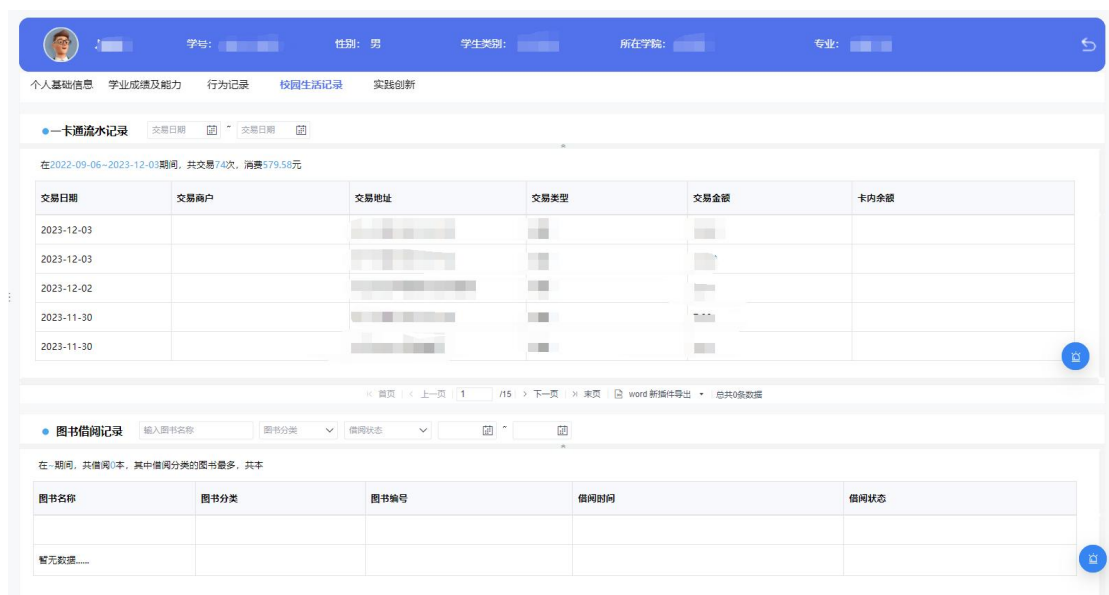 学号： 性别： 男 学生类别： 所在学院： 专业：
个人基础信息 学业成绩及能力 行为记录 校园生活记录 实践创新
一卡通流水记录 交易日期 ~ 交易日期
在2022-09-06~2023-12-03期间，共交易74次，消费579.58元
交易日期 交易商户 交易地址 交易类型 交易金额 卡内余额
2023-12-03
2023-12-03
2023-12-02
2023-11-30
2023-11-30
首页 上一页 1 /15 下一页 末页 word 新插件导出 总共0条数据
图书借阅记录 输入图书名称 图书分类 借阅状态 ~
在~期间，共借阅0本，其中借阅分类的图书最多，共本
图书名称 图书分类 图书编号 借阅时间 借阅状态
暂无数据......